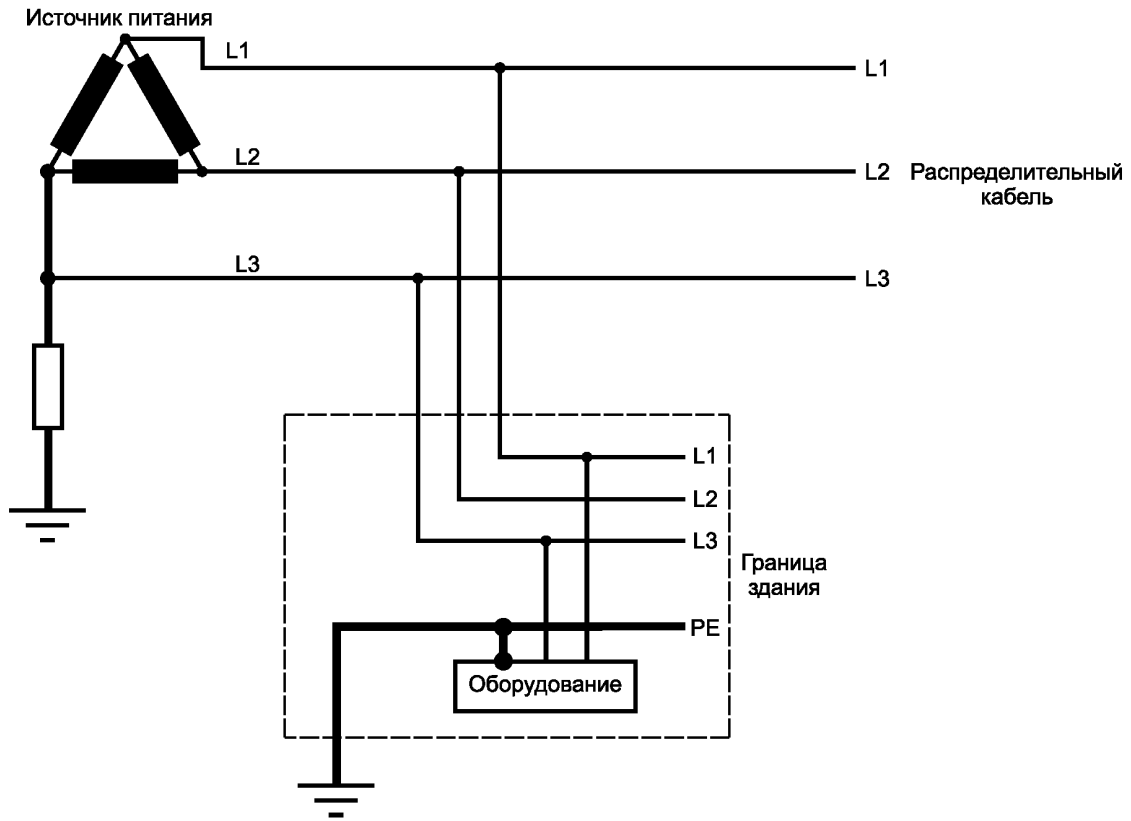 Источник питания
L1
L1
L2
L2
Распределительный
кабель
L3
L3
L1
L2
L3
Граница
здания
PE
Оборудование